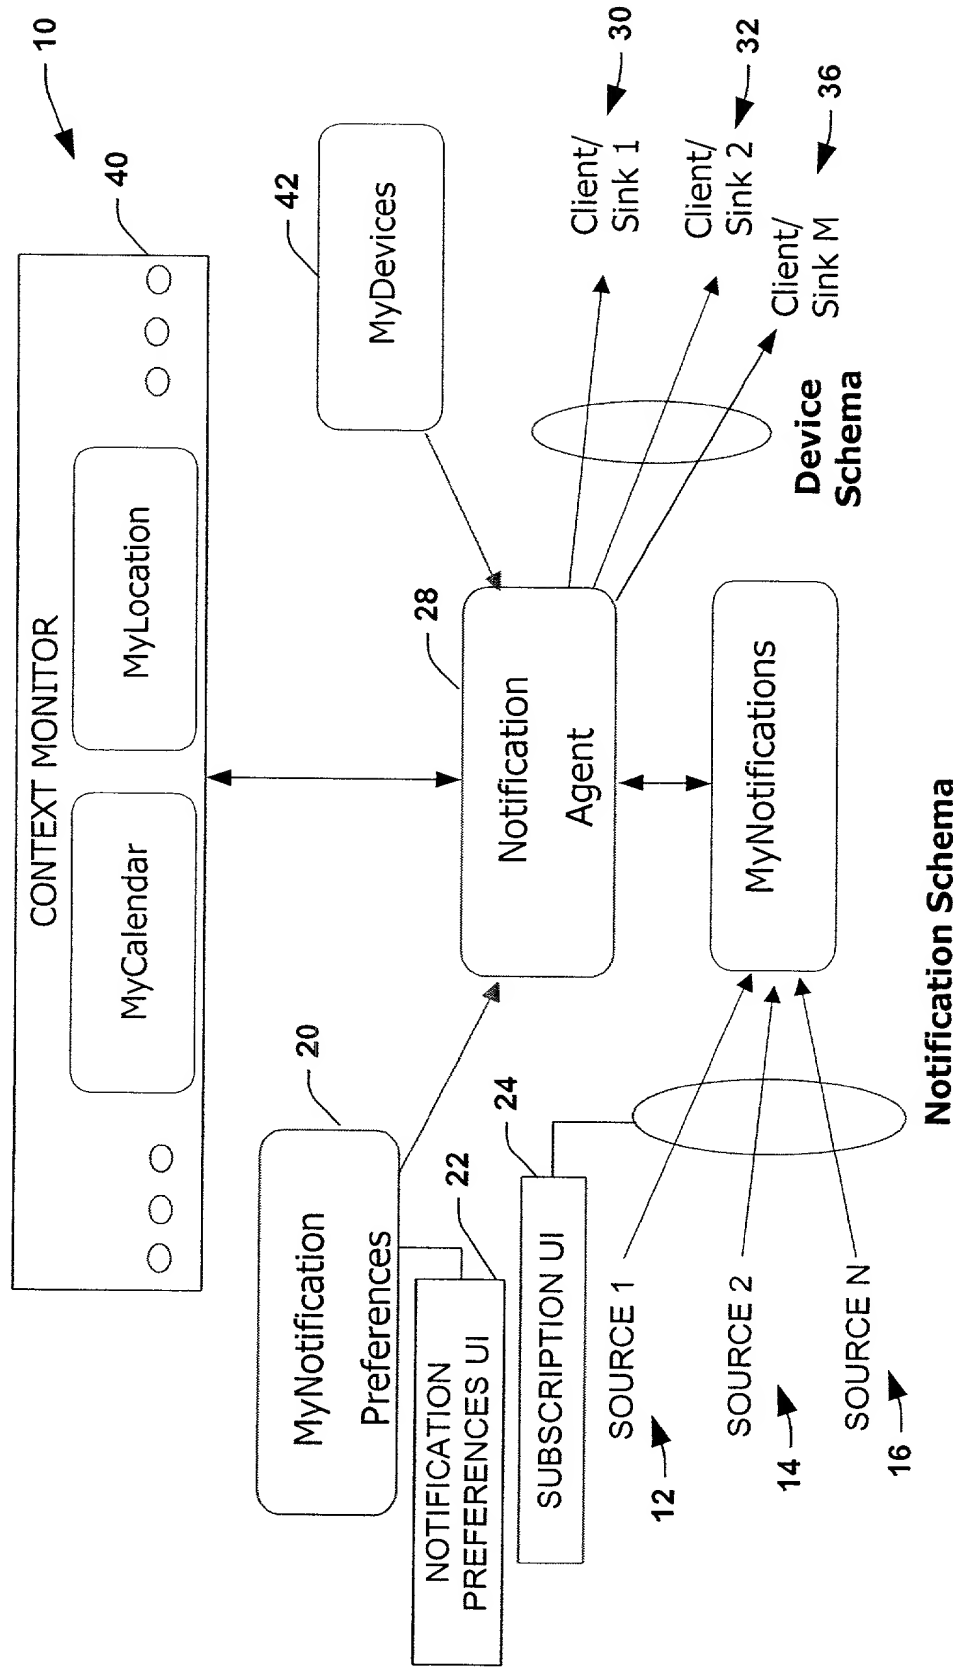 10
40
CONTEXT MONITOR
MyCalendar
MyLocation
42
MyDevices
20
MyNotification
Preferences
22
NOTIFICATION
PREFERENCES UI
24
SUBSCRIPTION UI
28
Notification
Agent
MyNotifications
SOURCE 1
12
SOURCE 2
14
SOURCE N
16
Notification Schema
Client/
Sink 1
30
Client/
Sink 2
32
Client/
Sink M
36
Device
Schema